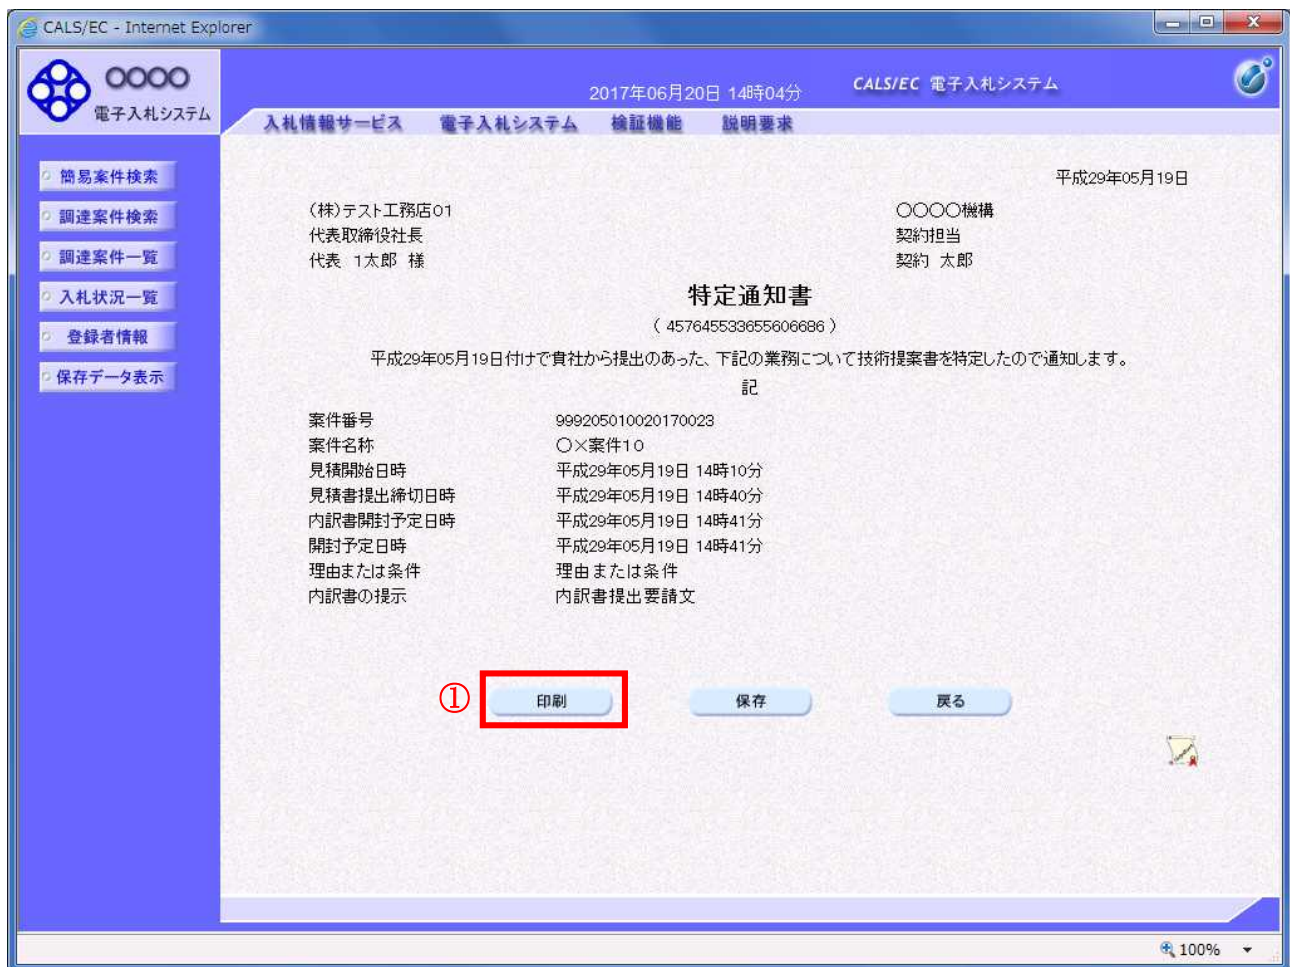 CALS/EC - Internet Explorer
〇〇〇〇
電子入札システム
2017年06月20日 14時04分
CALS/EC 電子入札システム
入札情報サービス 電子入札システム 検証機能 説明要求
簡易案件検索
調達案件検索
調達案件一覧
入札状況一覧
登録者情報
保存データ表示
平成29年05月19日
(株)テスト工務店01
代表取締役社長
代表 1太郎 様
〇〇〇〇機構
契約担当
契約 太郎
特定通知書
( 457645533655606686 )
平成29年05月19日付けで貴社から提出のあった、下記の業務について技術提案書を特定したので通知します。
記
案件番号 999205010020170023
案件名称 〇×案件10
見積開始日時 平成29年05月19日 14時10分
見積書提出締切日時 平成29年05月19日 14時40分
内訳書開封予定日時 平成29年05月19日 14時41分
開封予定日時 平成29年05月19日 14時41分
理由または条件 理由または条件
内訳書の提示 内訳書提出要請文
① 印刷 保存 戻る
100%